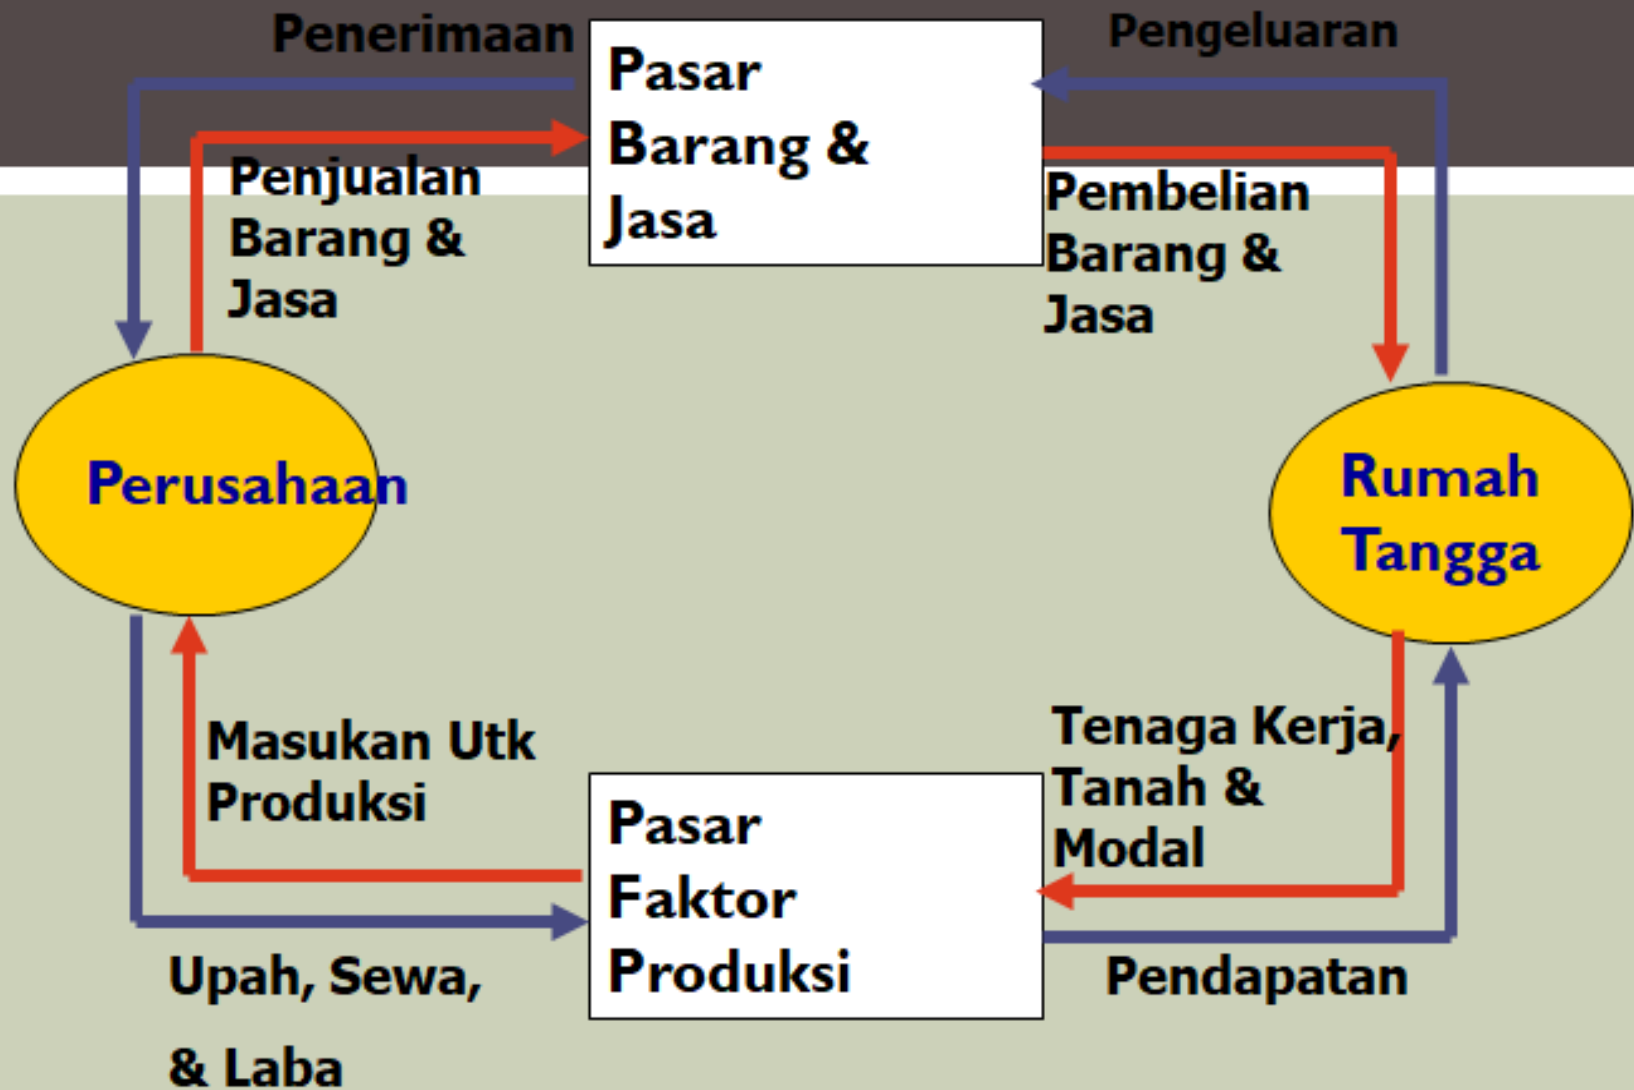 Penerimaan
Pasar
Barang &
Jasa
Pengeluaran
Penjualan
Barang &
Jasa
Pembelian
Barang &
Jasa
Perusahaan
Rumah
Tangga
Masukan Utk
Produksi
Pasar
Faktor
Produksi
Tenaga Kerja,
Tanah &
Modal
Upah, Sewa,
& Laba
Pendapatan